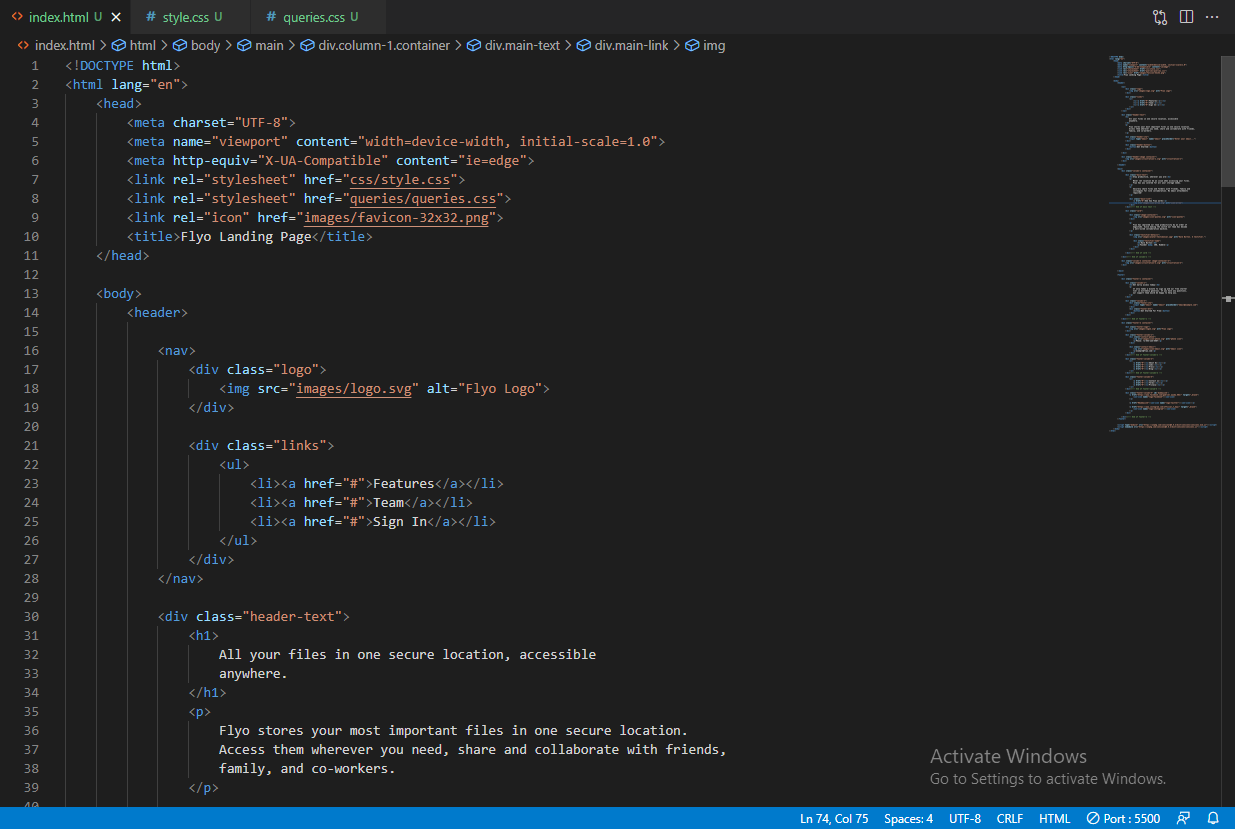 index.html U
style.css U
queries.css U
index.html > html > body > main > div.column-1.container > div.main-text > div.main-link > img
1 <!DOCTYPE html>
2 <html lang="en">
3 <head>
4 <meta charset="UTF-8">
5 <meta name="viewport" content="width=device-width, initial-scale=1.0">
6 <meta http-equiv="X-UA-Compatible" content="ie=edge">
7 <link rel="stylesheet" href="css/style.css">
8 <link rel="stylesheet" href="queries/queries.css">
9 <link rel="icon" href="images/favicon-32x32.png">
10 <title>Flyo Landing Page</title>
11 </head>
12
13 <body>
14 <header>
15
16 <nav>
17 <div class="logo">
18 <img src="images/logo.svg" alt="Flyo Logo">
19 </div>
20
21 <div class="links">
22 <ul>
23 <li><a href="#">Features</a></li>
24 <li><a href="#">Team</a></li>
25 <li><a href="#">Sign In</a></li>
26 </ul>
27 </div>
28 </nav>
29
30 <div class="header-text">
31 <h1>
32 All your files in one secure location, accessible
33 anywhere.
34 </h1>
35 <p>
36 Flyo stores your most important files in one secure location.
37 Access them wherever you need, share and collaborate with friends,
38 family, and co-workers.
39 </p>
40
Activate Windows
Go to Settings to activate Windows.
Ln 74, Col 75 Spaces: 4 UTF-8 CRLF HTML Port : 5500